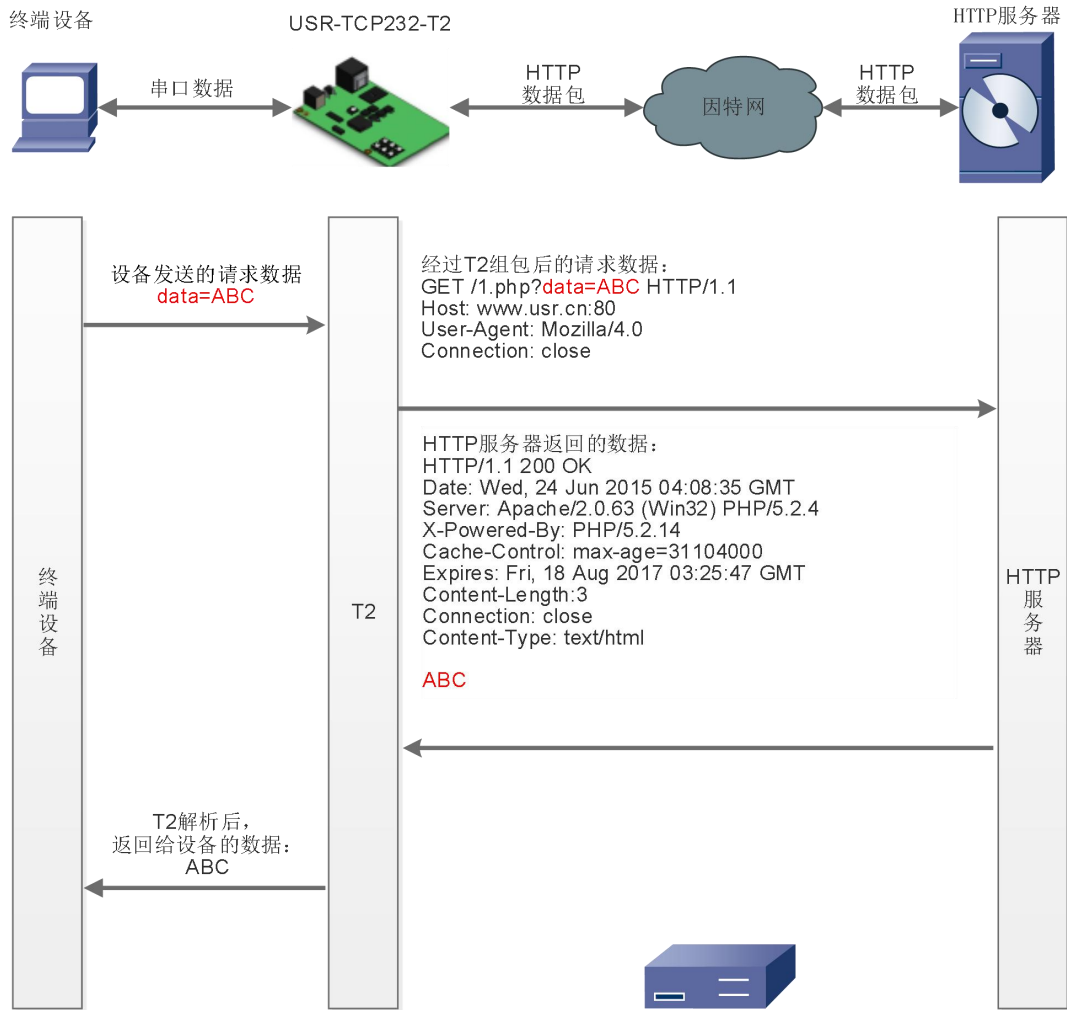 终端设备
USR-TCP232-T2
HTTP服务器
串口数据
HTTP
数据包
因特网
HTTP
数据包
设备发送的请求数据
data=ABC
经过T2组包后的请求数据：
GET /1.php?data=ABC HTTP/1.1
Host: www.usr.cn:80
User-Agent: Mozilla/4.0
Connection: close
HTTP服务器返回的数据：
HTTP/1.1 200 OK
Date: Wed, 24 Jun 2015 04:08:35 GMT
Server: Apache/2.0.63 (Win32) PHP/5.2.4
X-Powered-By: PHP/5.2.14
Cache-Control: max-age=31104000
Expires: Fri, 18 Aug 2017 03:25:47 GMT
Content-Length:3
Connection: close
Content-Type: text/html
ABC
终
端
设
备
T2
HTTP
服
务
器
T2解析后，
返回给设备的数据：
ABC